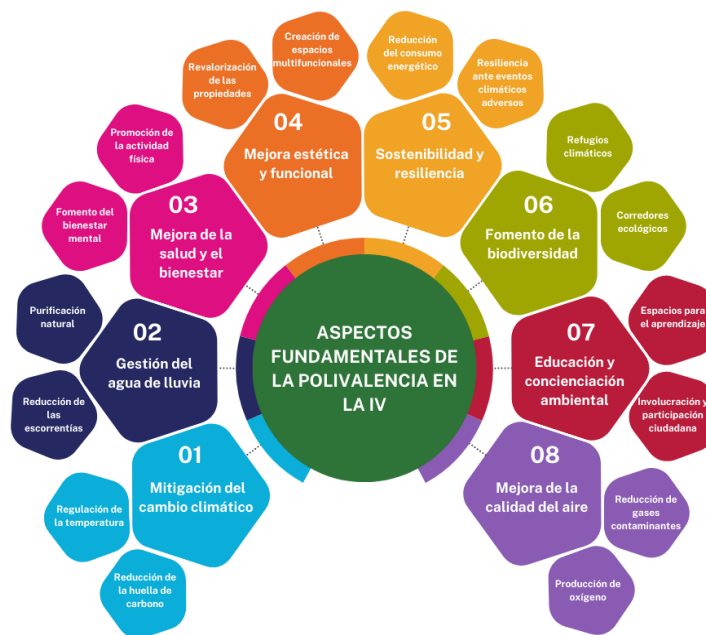 ASPECTOS
FUNDAMENTALES DE
LA POLIVALENCIA EN
LA IV
01
Mitigación del
cambio climático
Regulación de
la temperatura
Reducción de
la huella de
carbono
02
Gestión del
agua de lluvia
Purificación
natural
Reducción de
las
escorrentías
03
Mejora de la
salud y el
bienestar
Promoción de
la actividad
física
Fomento del
bienestar
mental
04
Mejora estética
y funcional
Revalorización
de las
propiedades
Creación de
espacios
multifuncionales
05
Sostenibilidad y
resiliencia
Reducción
del consumo
energético
Resiliencia
ante eventos
climáticos
adversos
06
Fomento de la
biodiversidad
Refugios
climáticos
Corredores
ecológicos
07
Educación y
concienciación
ambiental
Espacios para
el aprendizaje
Involucración y
participación
ciudadana
08
Mejora de la
calidad del aire
Reducción de
gases
contaminantes
Producción de
oxígeno